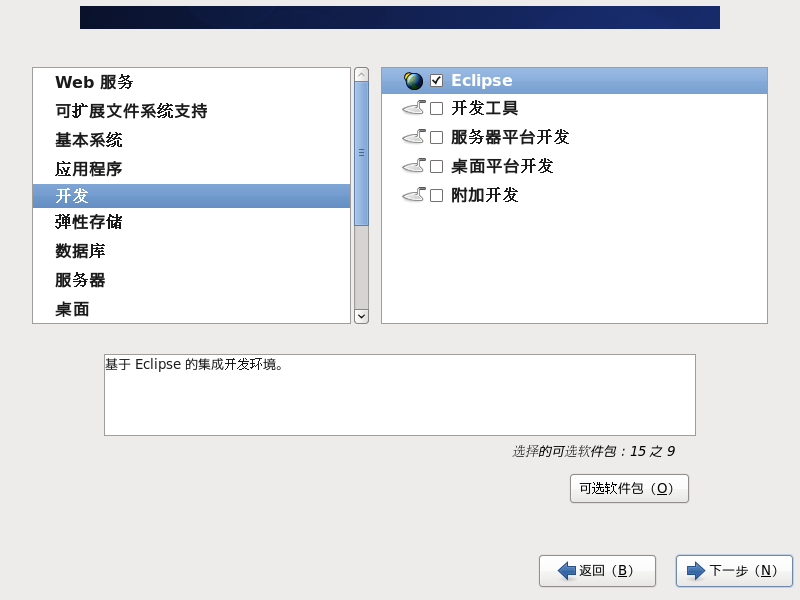 Web 服务
可扩展文件系统支持
基本系统
应用程序
开发
弹性存储
数据库
服务器
桌面
Eclipse
开发工具
服务器平台开发
桌面平台开发
附加开发
基于 Eclipse 的集成开发环境。
选择的可选软件包：15 之 9
可选软件包（O）
返回（B）
下一步（N）